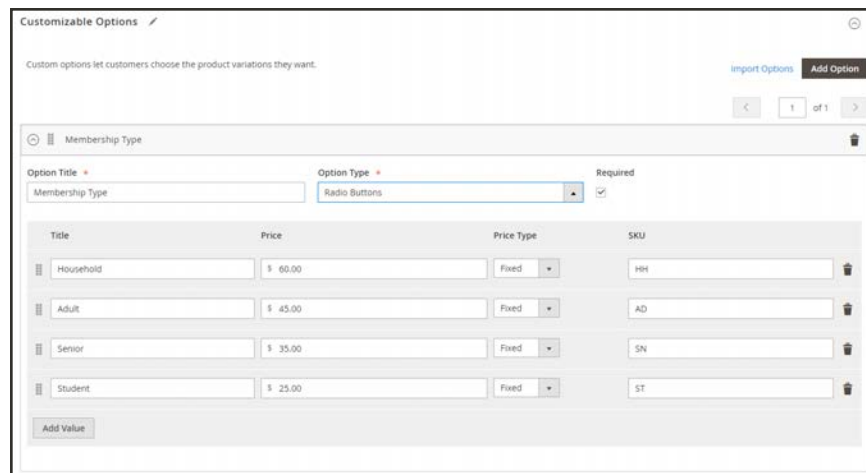 Customizable Options
Custom options let customers choose the product variations they want.
Import Options Add Option
1 of 1
Membership Type
Option Title * Option Type * Required
Membership Type Radio Buttons
Title Price Price Type SKU
Household $ 60.00 Fixed HH
Adult $ 45.00 Fixed AD
Senior $ 35.00 Fixed SN
Student $ 25.00 Fixed ST
Add Value